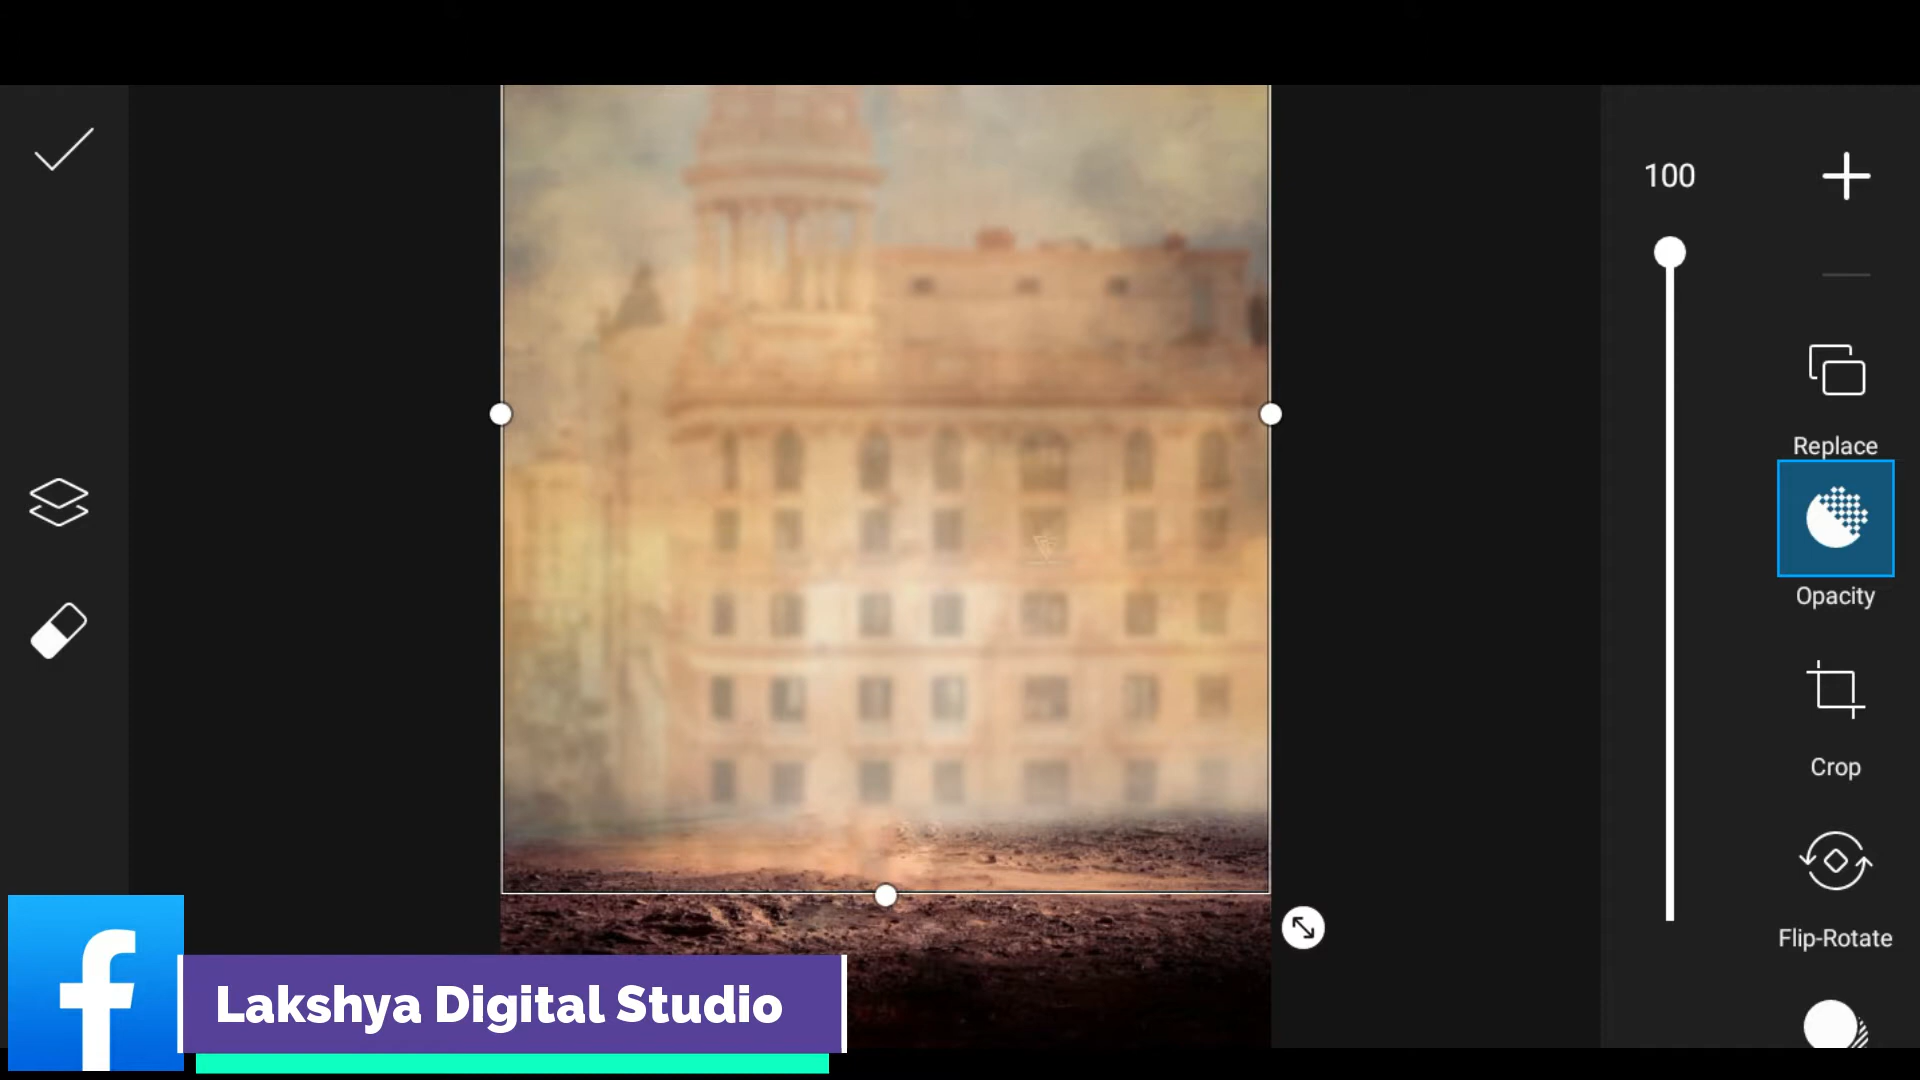 100
Replace
Opacity
Crop
Flip-Rotate
f
Lakshya Digital Studio